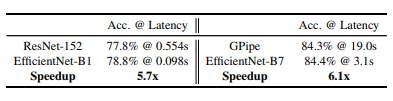 Acc. @ Latency Acc. @ Latency
ResNet-152 77.8% @ 0.554s GPipe 84.3% @ 19.0s
EfficientNet-B1 78.8% @ 0.098s EfficientNet-B7 84.4% @ 3.1s
Speedup 5.7x Speedup 6.1x